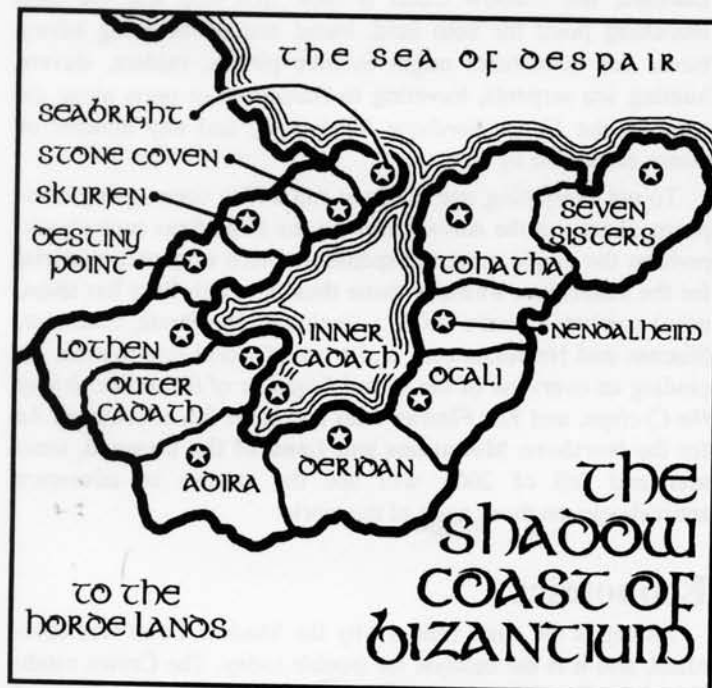 THE SEA OF DESPAIR
SEABRIGHT
STONE COVEN
SKURJEN
DESTINY
POINT
SEVEN
SISTERS
TOHATHA
NENDALHEIM
INNER
CADATH
LOTHEN
OUTER
CADATH
OCALI
DERIDAN
ADIRA
THE
SHADOW
COAST OF
BIZANTIUM
TO THE
HORDE LANDS